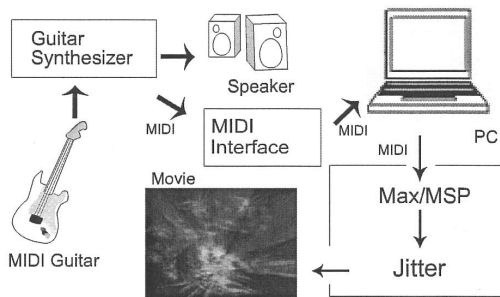 Guitar
Synthesizer
Speaker
MIDI
MIDI
Interface
MIDI
PC
MIDI
Max/MSP
Jitter
Movie
MIDI Guitar